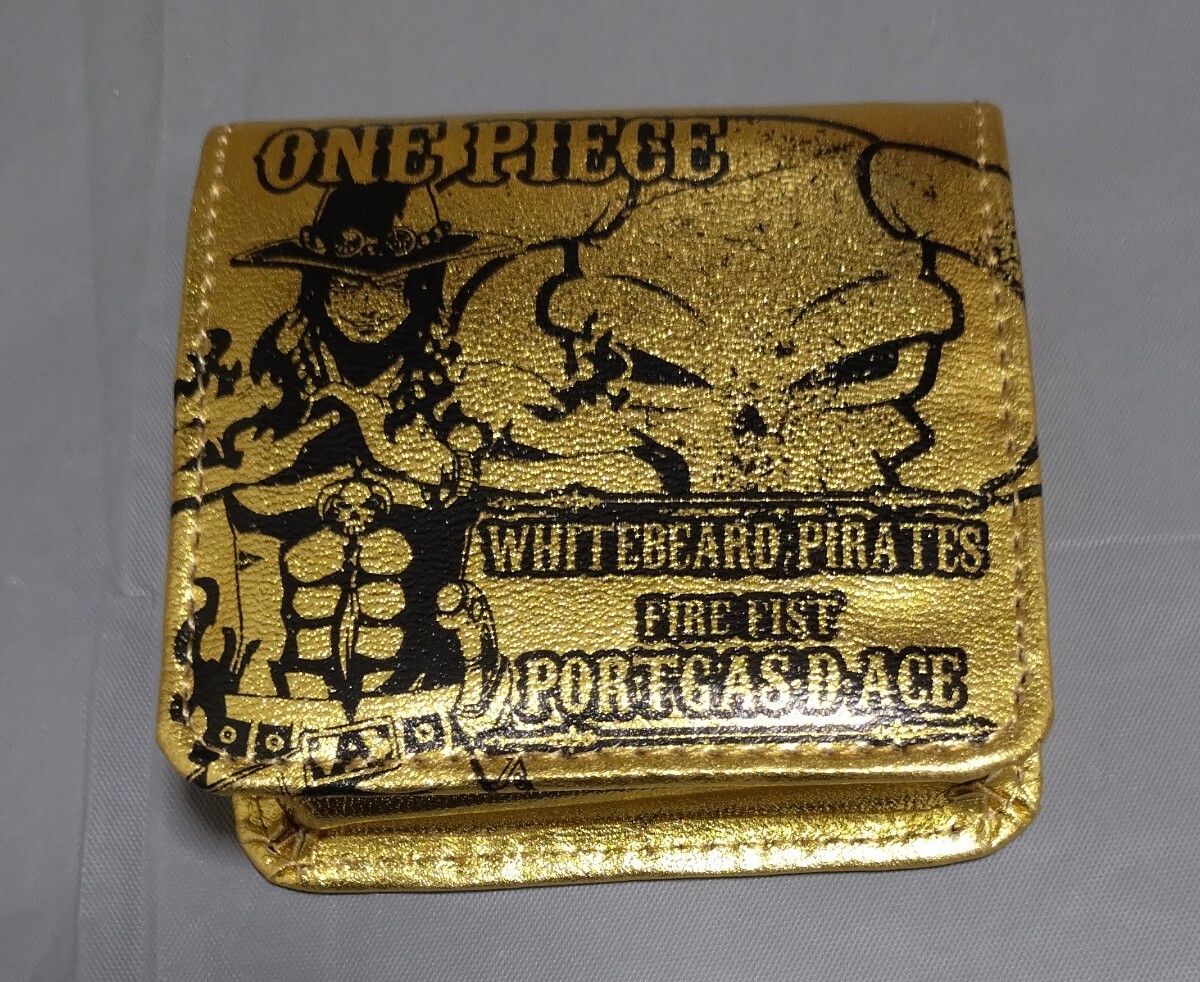 ONE PIECE
WHITEBEARD PIRATES
FIRE FIST
PORTGAS・D・ACE
A